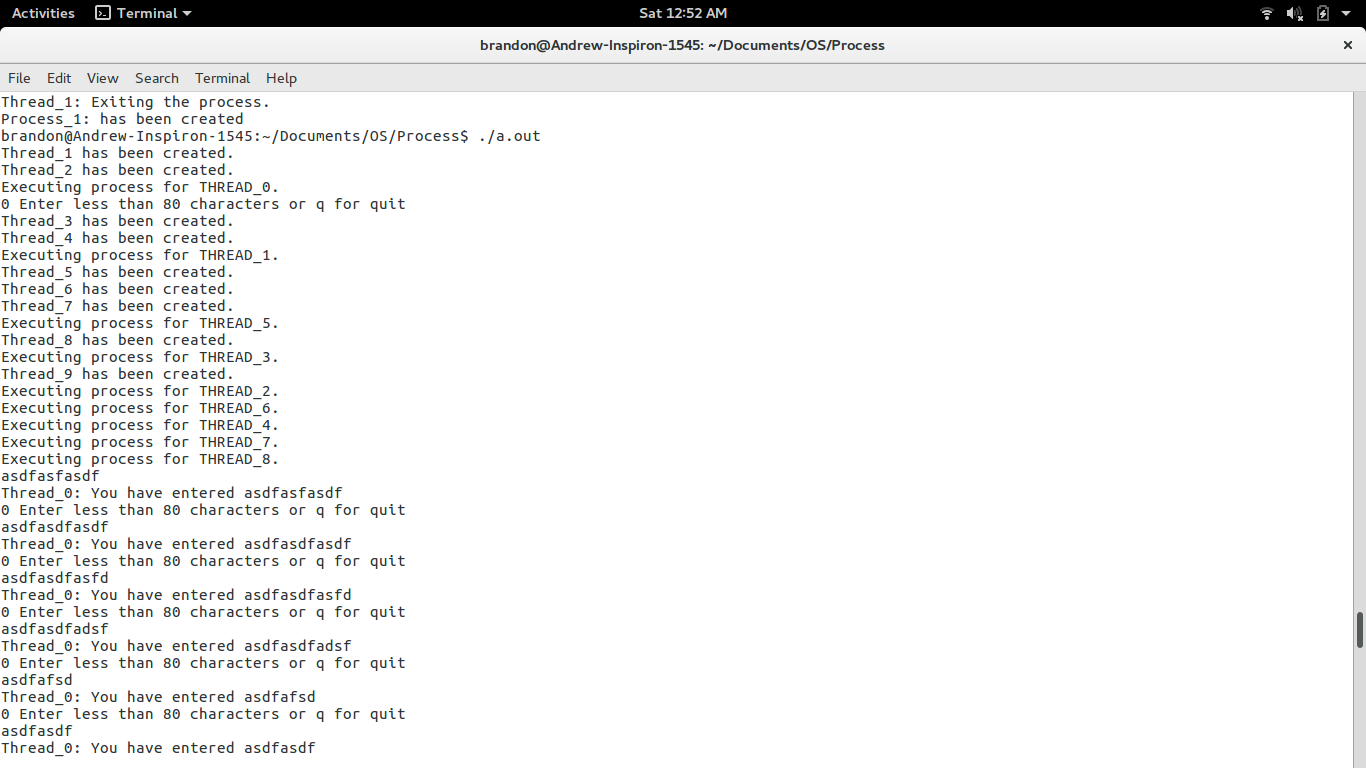 Activities Terminal Sat 12:52 AM
brandon@Andrew-Inspiron-1545: ~/Documents/OS/Process ×
File Edit View Search Terminal Help
Thread_1: Exiting the process.
Process_1: has been created
brandon@Andrew-Inspiron-1545:~/Documents/OS/Process$ ./a.out
Thread_1 has been created.
Thread_2 has been created.
Executing process for THREAD_0.
0 Enter less than 80 characters or q for quit
Thread_3 has been created.
Thread_4 has been created.
Executing process for THREAD_1.
Thread_5 has been created.
Thread_6 has been created.
Thread_7 has been created.
Executing process for THREAD_5.
Thread_8 has been created.
Executing process for THREAD_3.
Thread_9 has been created.
Executing process for THREAD_2.
Executing process for THREAD_6.
Executing process for THREAD_4.
Executing process for THREAD_7.
Executing process for THREAD_8.
asdfasfasdf
Thread_0: You have entered asdfasfasdf
0 Enter less than 80 characters or q for quit
asdfasdfasdf
Thread_0: You have entered asdfasdfasdf
0 Enter less than 80 characters or q for quit
asdfasdfasfd
Thread_0: You have entered asdfasdfasfd
0 Enter less than 80 characters or q for quit
asdfasdfadsf
Thread_0: You have entered asdfasdfadsf
0 Enter less than 80 characters or q for quit
asdfafsd
Thread_0: You have entered asdfafsd
0 Enter less than 80 characters or q for quit
asdfasdf
Thread_0: You have entered asdfasdf